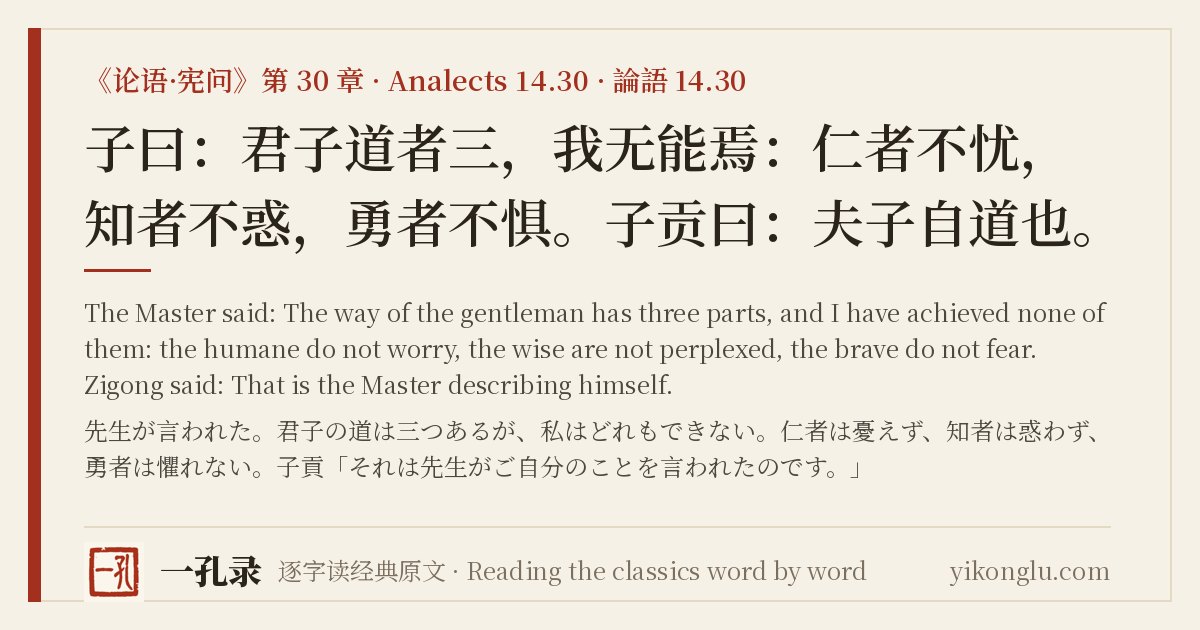 《论语·宪问》第 30 章 · Analects 14.30 · 論語 14.30
子曰：君子道者三，我无能焉：仁者不忧，
知者不惑，勇者不惧。子贡曰：夫子自道也。
The Master said: The way of the gentleman has three parts, and I have achieved none of
them: the humane do not worry, the wise are not perplexed, the brave do not fear.
Zigong said: That is the Master describing himself.
先生が言われた。君子の道は三つあるが、私はどれもできない。仁者は憂えず、知者は惑わず、
勇者は懼れない。子貢「それは先生がご自分のことを言われたのです。」
一孔 一孔录 逐字读经典原文 · Reading the classics word by word yikonglu.com